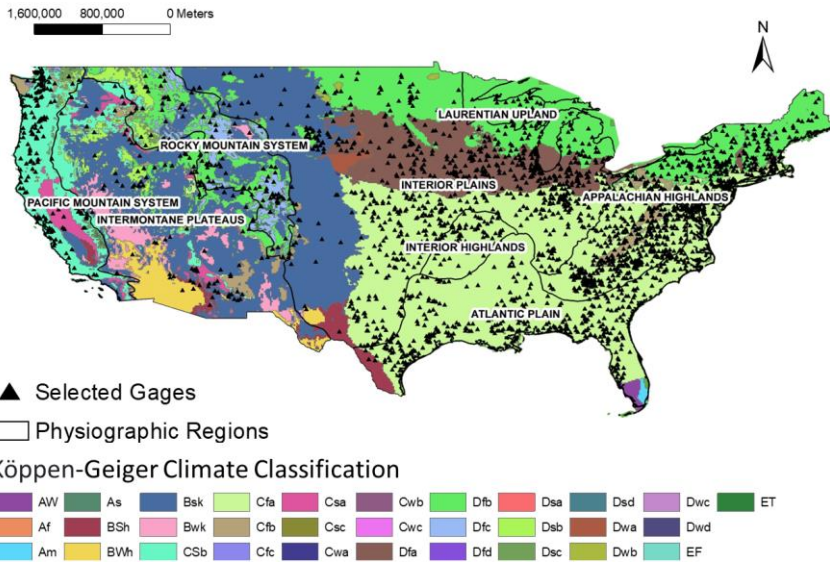 1,600,000 800,000 0 Meters
N
LAURENTIAN UPLAND
ROCKY MOUNTAIN SYSTEM
INTERIOR PLAINS
PACIFIC MOUNTAIN SYSTEM
APPALACHIAN HIGHLANDS
INTERMONTANE PLATEAUS
INTERIOR HIGHLANDS
ATLANTIC PLAIN
Selected Gages
Physiographic Regions
Köppen-Geiger Climate Classification
AW As Bsk Cfa Csa Cwb Dfb Dsa Dsd Dwc ET
Af BSh Bwk Cfb Csc Cwc Dfc Dsb Dwa Dwd
Am BWh CSb Cfc Cwa Dfa Dfd Dsc Dwb EF